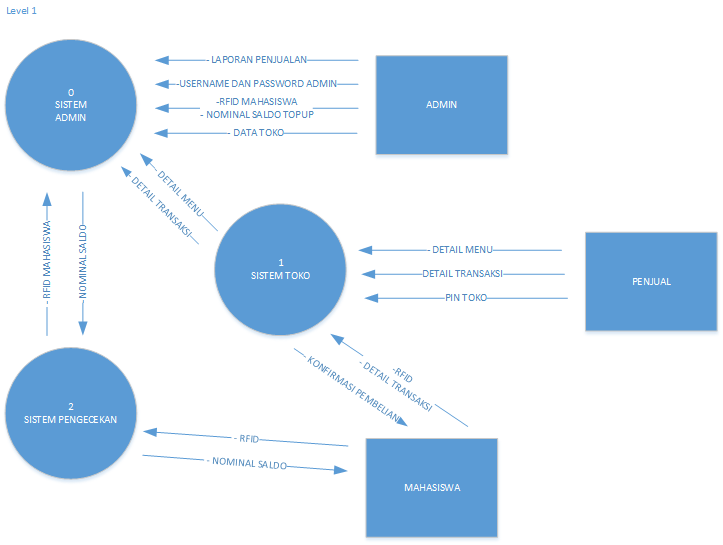 Level 1
0
SISTEM
ADMIN
- LAPORAN PENJUALAN
-USERNAME DAN PASSWORD ADMIN
-RFID MAHASISWA
- NOMINAL SALDO TOPUP
- DATA TOKO
ADMIN
- DETAIL MENU
- DETAIL TRANSAKSI
- RFID MAHASISWA
NOMINAL SALDO
1
SISTEM TOKO
- DETAIL MENU
DETAIL TRANSAKSI
PIN TOKO
PENJUAL
-RFID
- DETAIL TRANSAKSI
- KONFIRMASI PEMBELIAN
2
SISTEM PENGECEKAN
- RFID
- NOMINAL SALDO
MAHASISWA